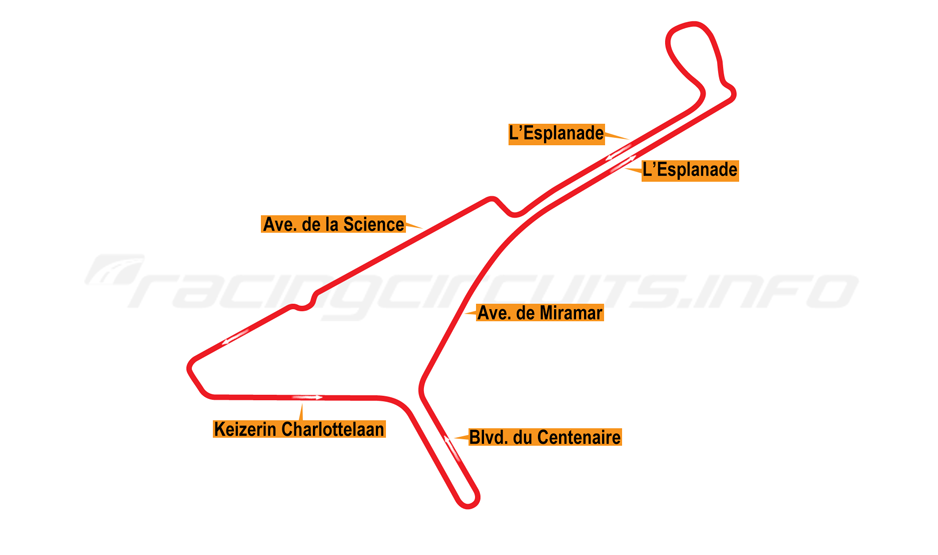 L'Esplanade
L'Esplanade
Ave. de la Science
racingcircuits.info
Ave. de Miramar
Keizerin Charlottelaan
Blvd. du Centenaire